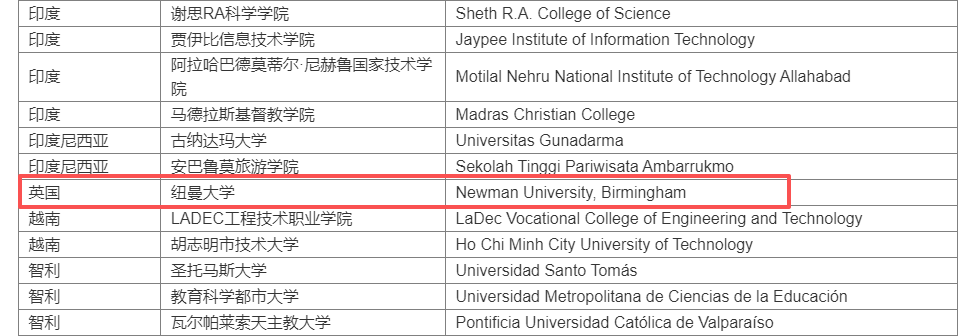 印度 谢思RA科学学院 Sheth R.A. College of Science
印度 贾伊比信息技术学院 Jaypee Institute of Information Technology
印度 阿拉哈巴德莫蒂尔·尼赫鲁国家技术学
院 Motilal Nehru National Institute of Technology Allahabad
印度 马德拉斯基督教学院 Madras Christian College
印度尼西亚 古纳达玛大学 Universitas Gunadarma
印度尼西亚 安巴鲁莫旅游学院 Sekolah Tinggi Pariwisata Ambarrukmo
英国 纽曼大学 Newman University, Birmingham
越南 LADEC工程技术职业学院 LaDec Vocational College of Engineering and Technology
越南 胡志明市技术大学 Ho Chi Minh City University of Technology
智利 圣托马斯大学 Universidad Santo Tomás
智利 教育科学都市大学 Universidad Metropolitana de Ciencias de la Educación
智利 瓦尔帕莱索天主教大学 Pontificia Universidad Católica de Valparaíso